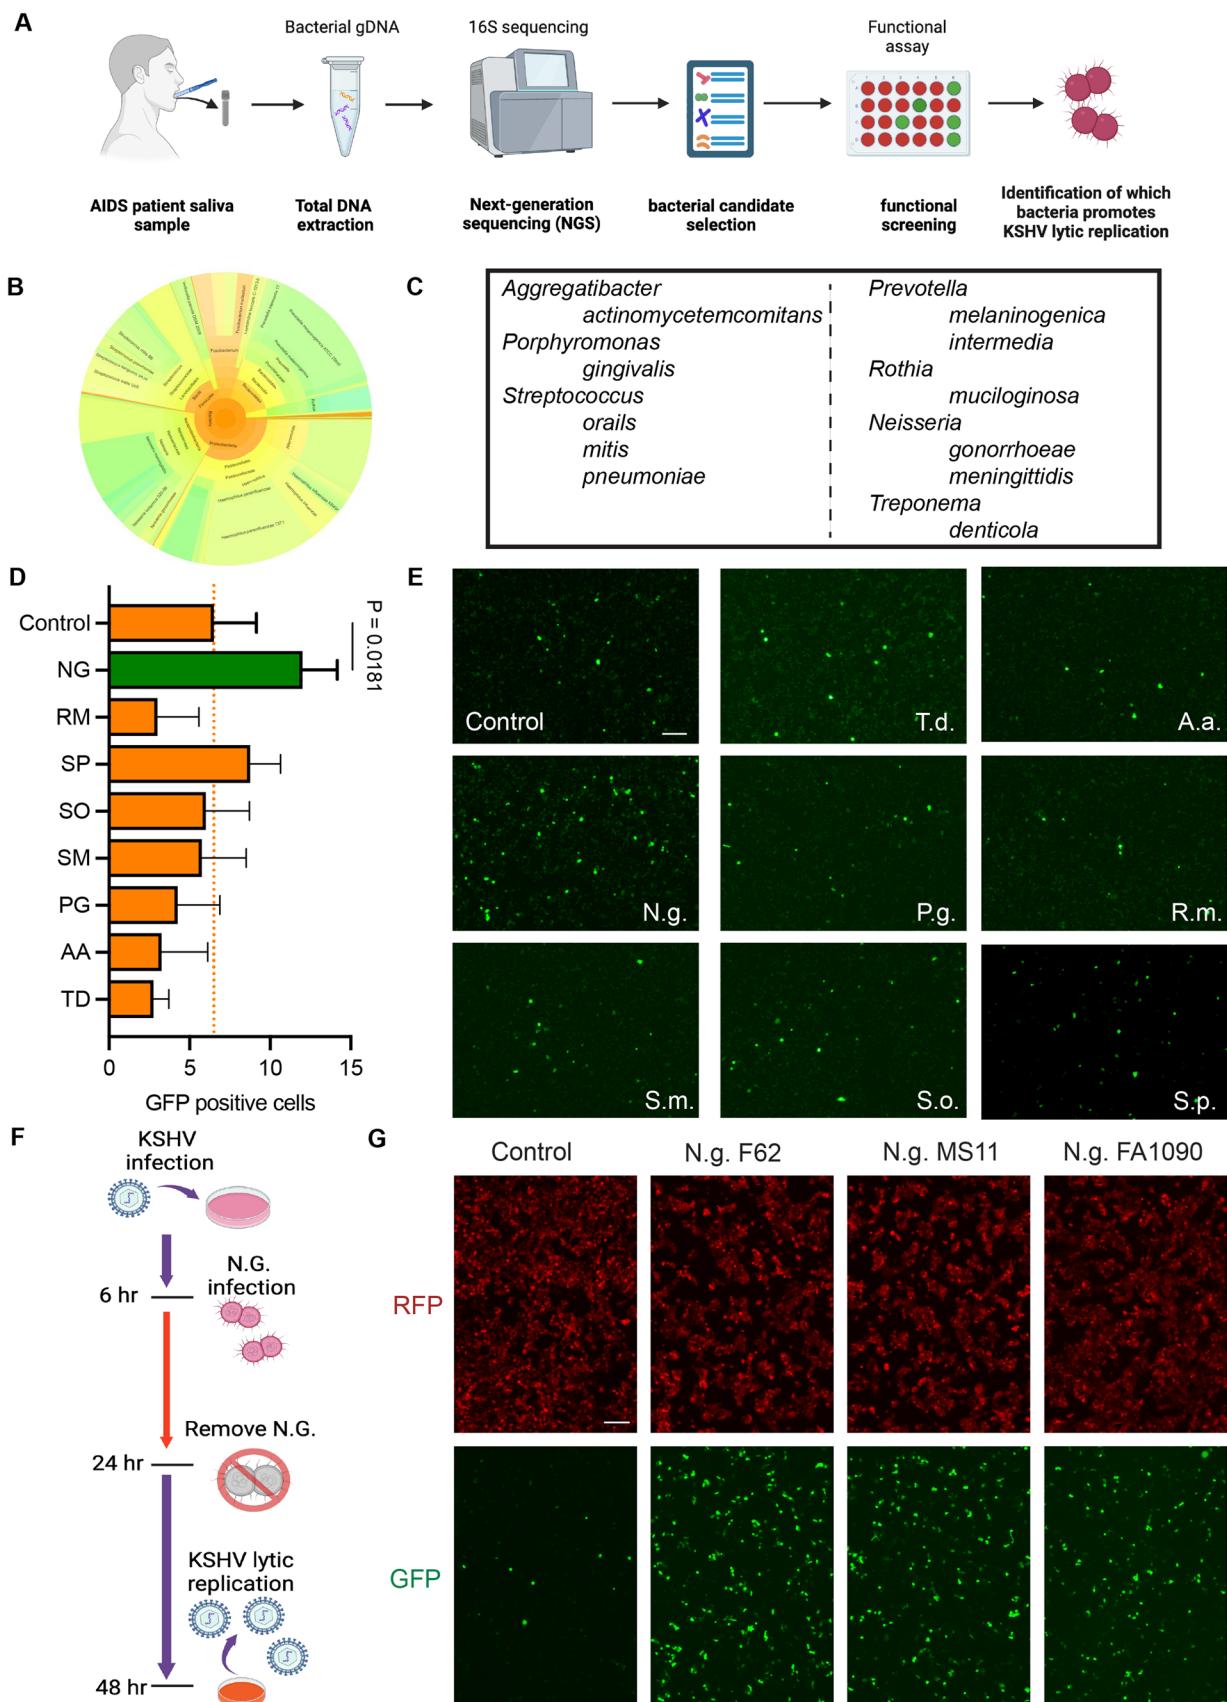 A
Bacterial gDNA
16S sequencing
Functional
assay
AIDS patient saliva
sample
Total DNA
extraction
Next-generation
sequencing (NGS)
bacterial candidate
selection
functional
screening
Identification of which
bacteria promotes
KSHV lytic replication
B
C
Aggregatibacter
actinomycetemcomitans
Porphyromonas
gingivalis
Streptococcus
orails
mitis
pneumoniae
Prevotella
melaninogenica
intermedia
Rothia
muciloginosa
Neisseria
gonorrhoeae
meningittidis
Treponema
denticola
D
Control
NG
RM
SP
SO
SM
PG
AA
TD
P = 0.0181
0 5 10 15
GFP positive cells
E
Control
T.d.
A.a.
N.g.
P.g.
R.m.
S.m.
S.o.
S.p.
F
KSHV
infection
6 hr
N.G.
infection
Remove N.G.
24 hr
KSHV lytic
replication
48 hr
G
Control
N.g. F62
N.g. MS11
N.g. FA1090
RFP
GFP